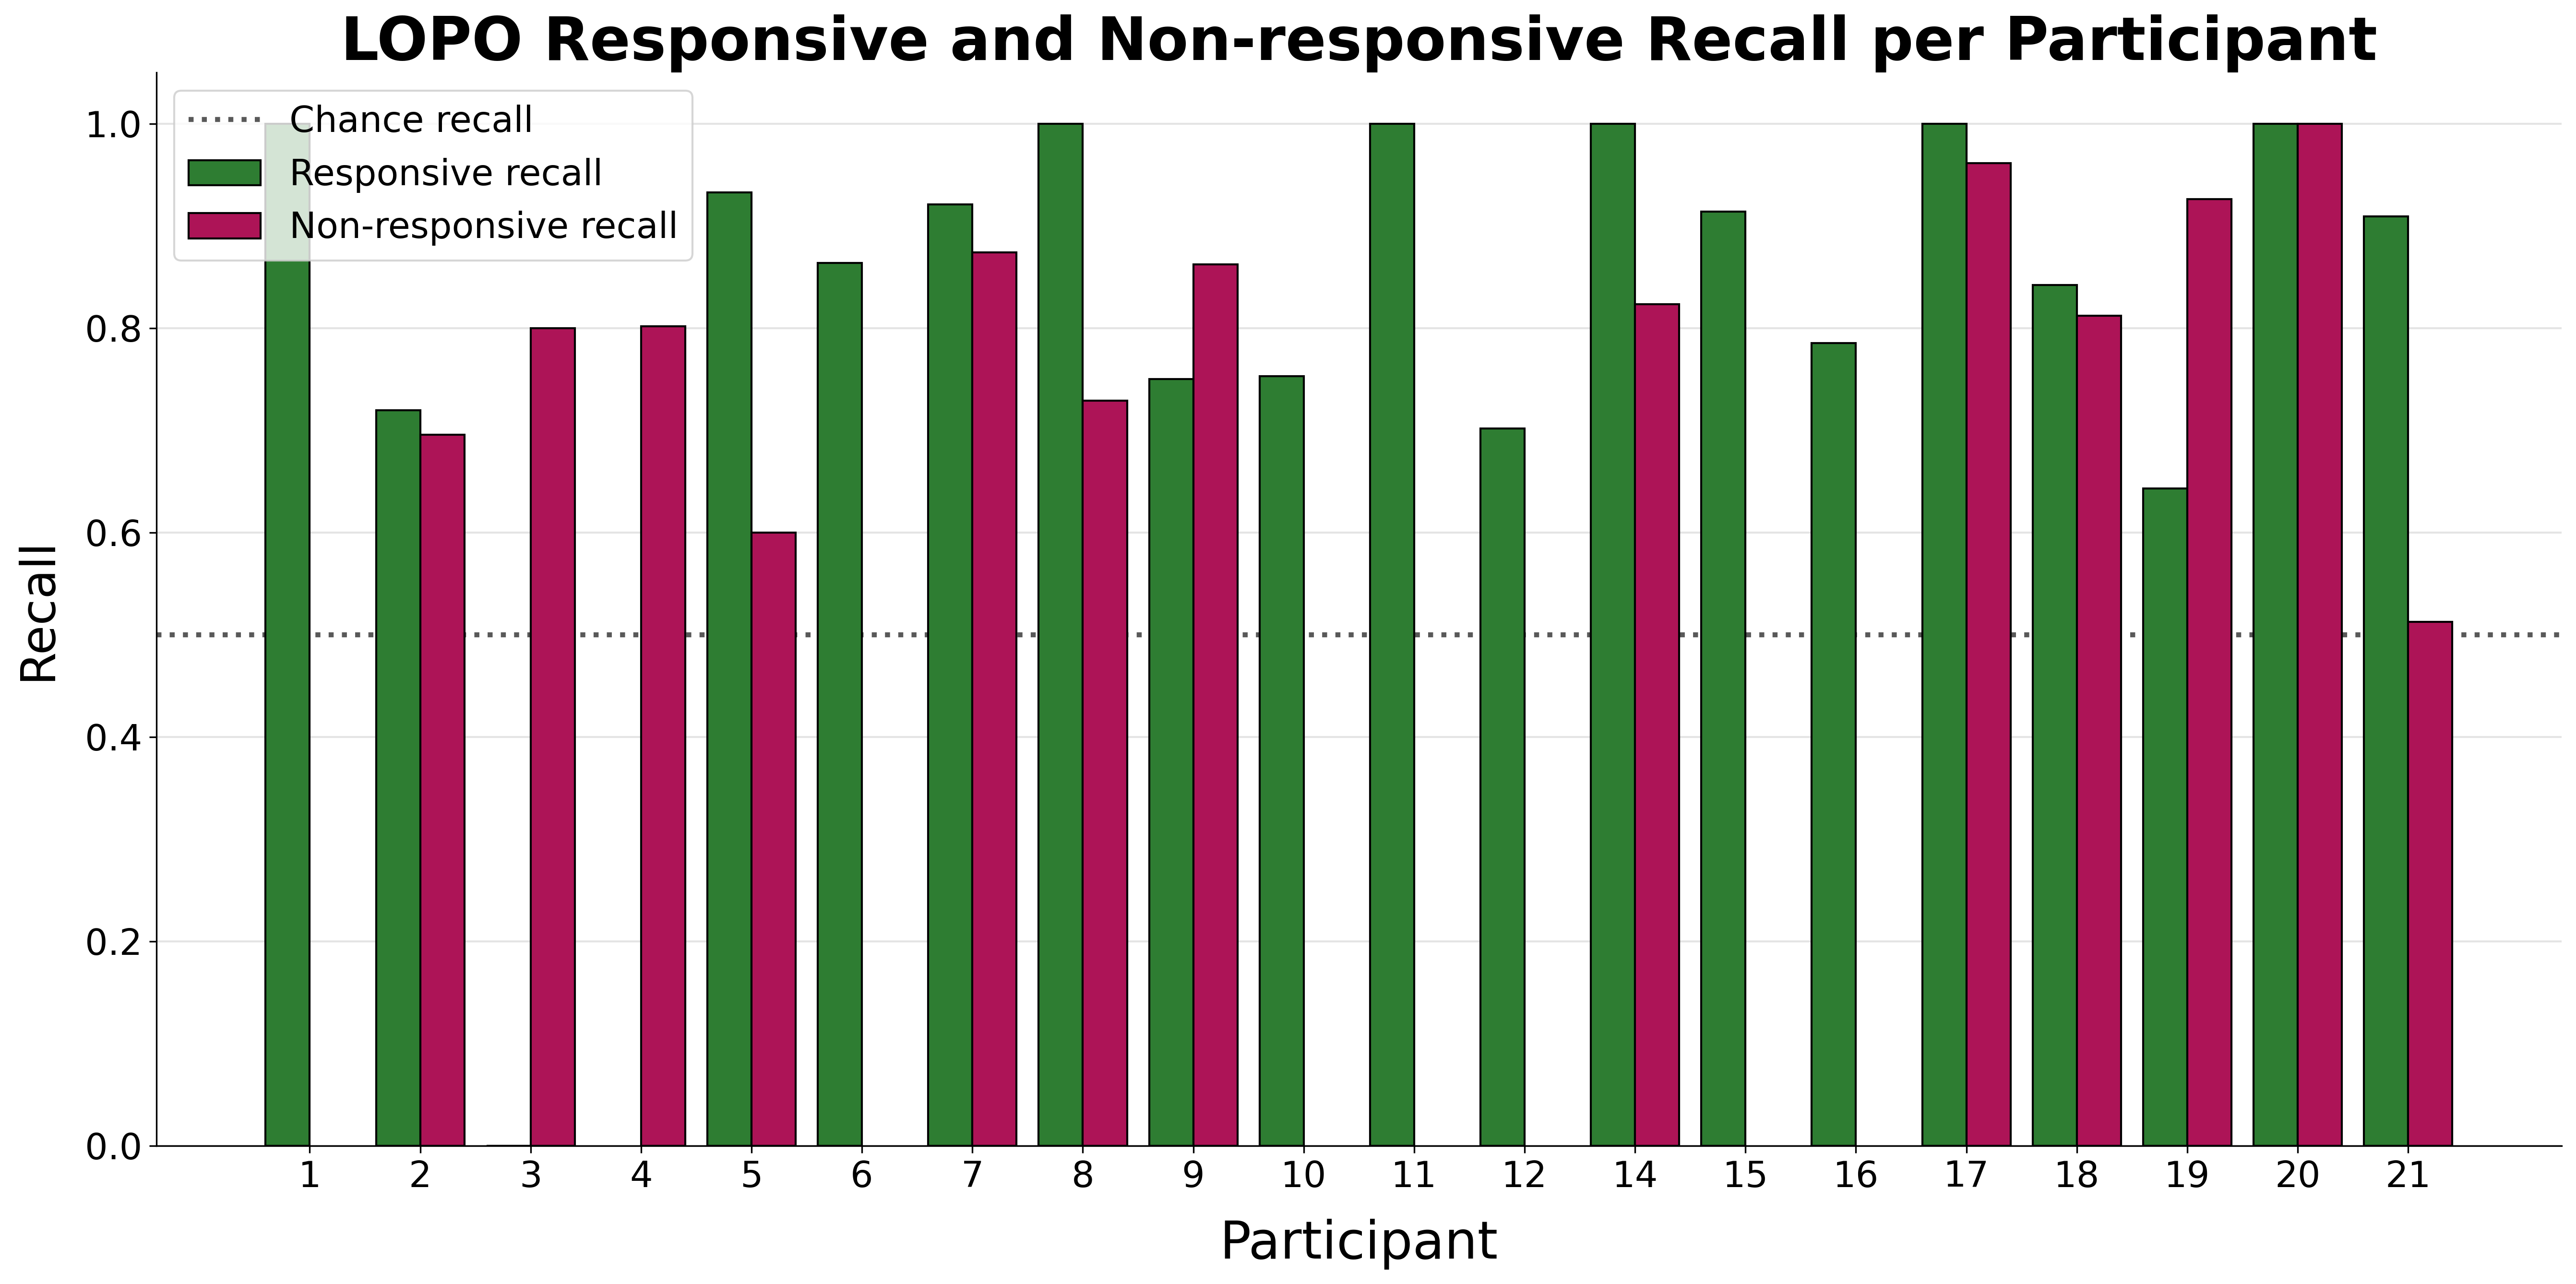 LOPO Responsive and Non-responsive Recall per Participant
Chance recall
Responsive recall
Non-responsive recall
1.0
0.8
0.6
0.4
0.2
0.0
Recall
1 2 3 4 5 6 7 8 9 10 11 12 14 15 16 17 18 19 20 21
Participant